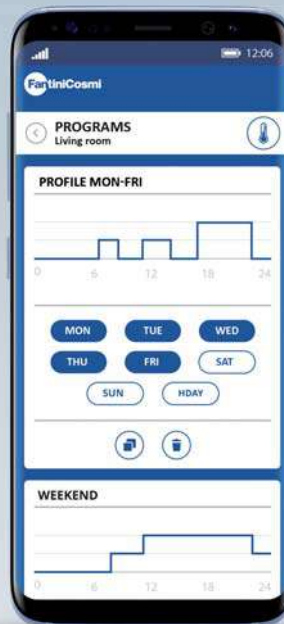 12:06
FantiniCosmi
PROGRAMS
Living room
PROFILE MON-FRI
0 6 12 18 24
MON TUE WED
THU FRI SAT
SUN HDAY
WEEKEND
0 6 12 18 24